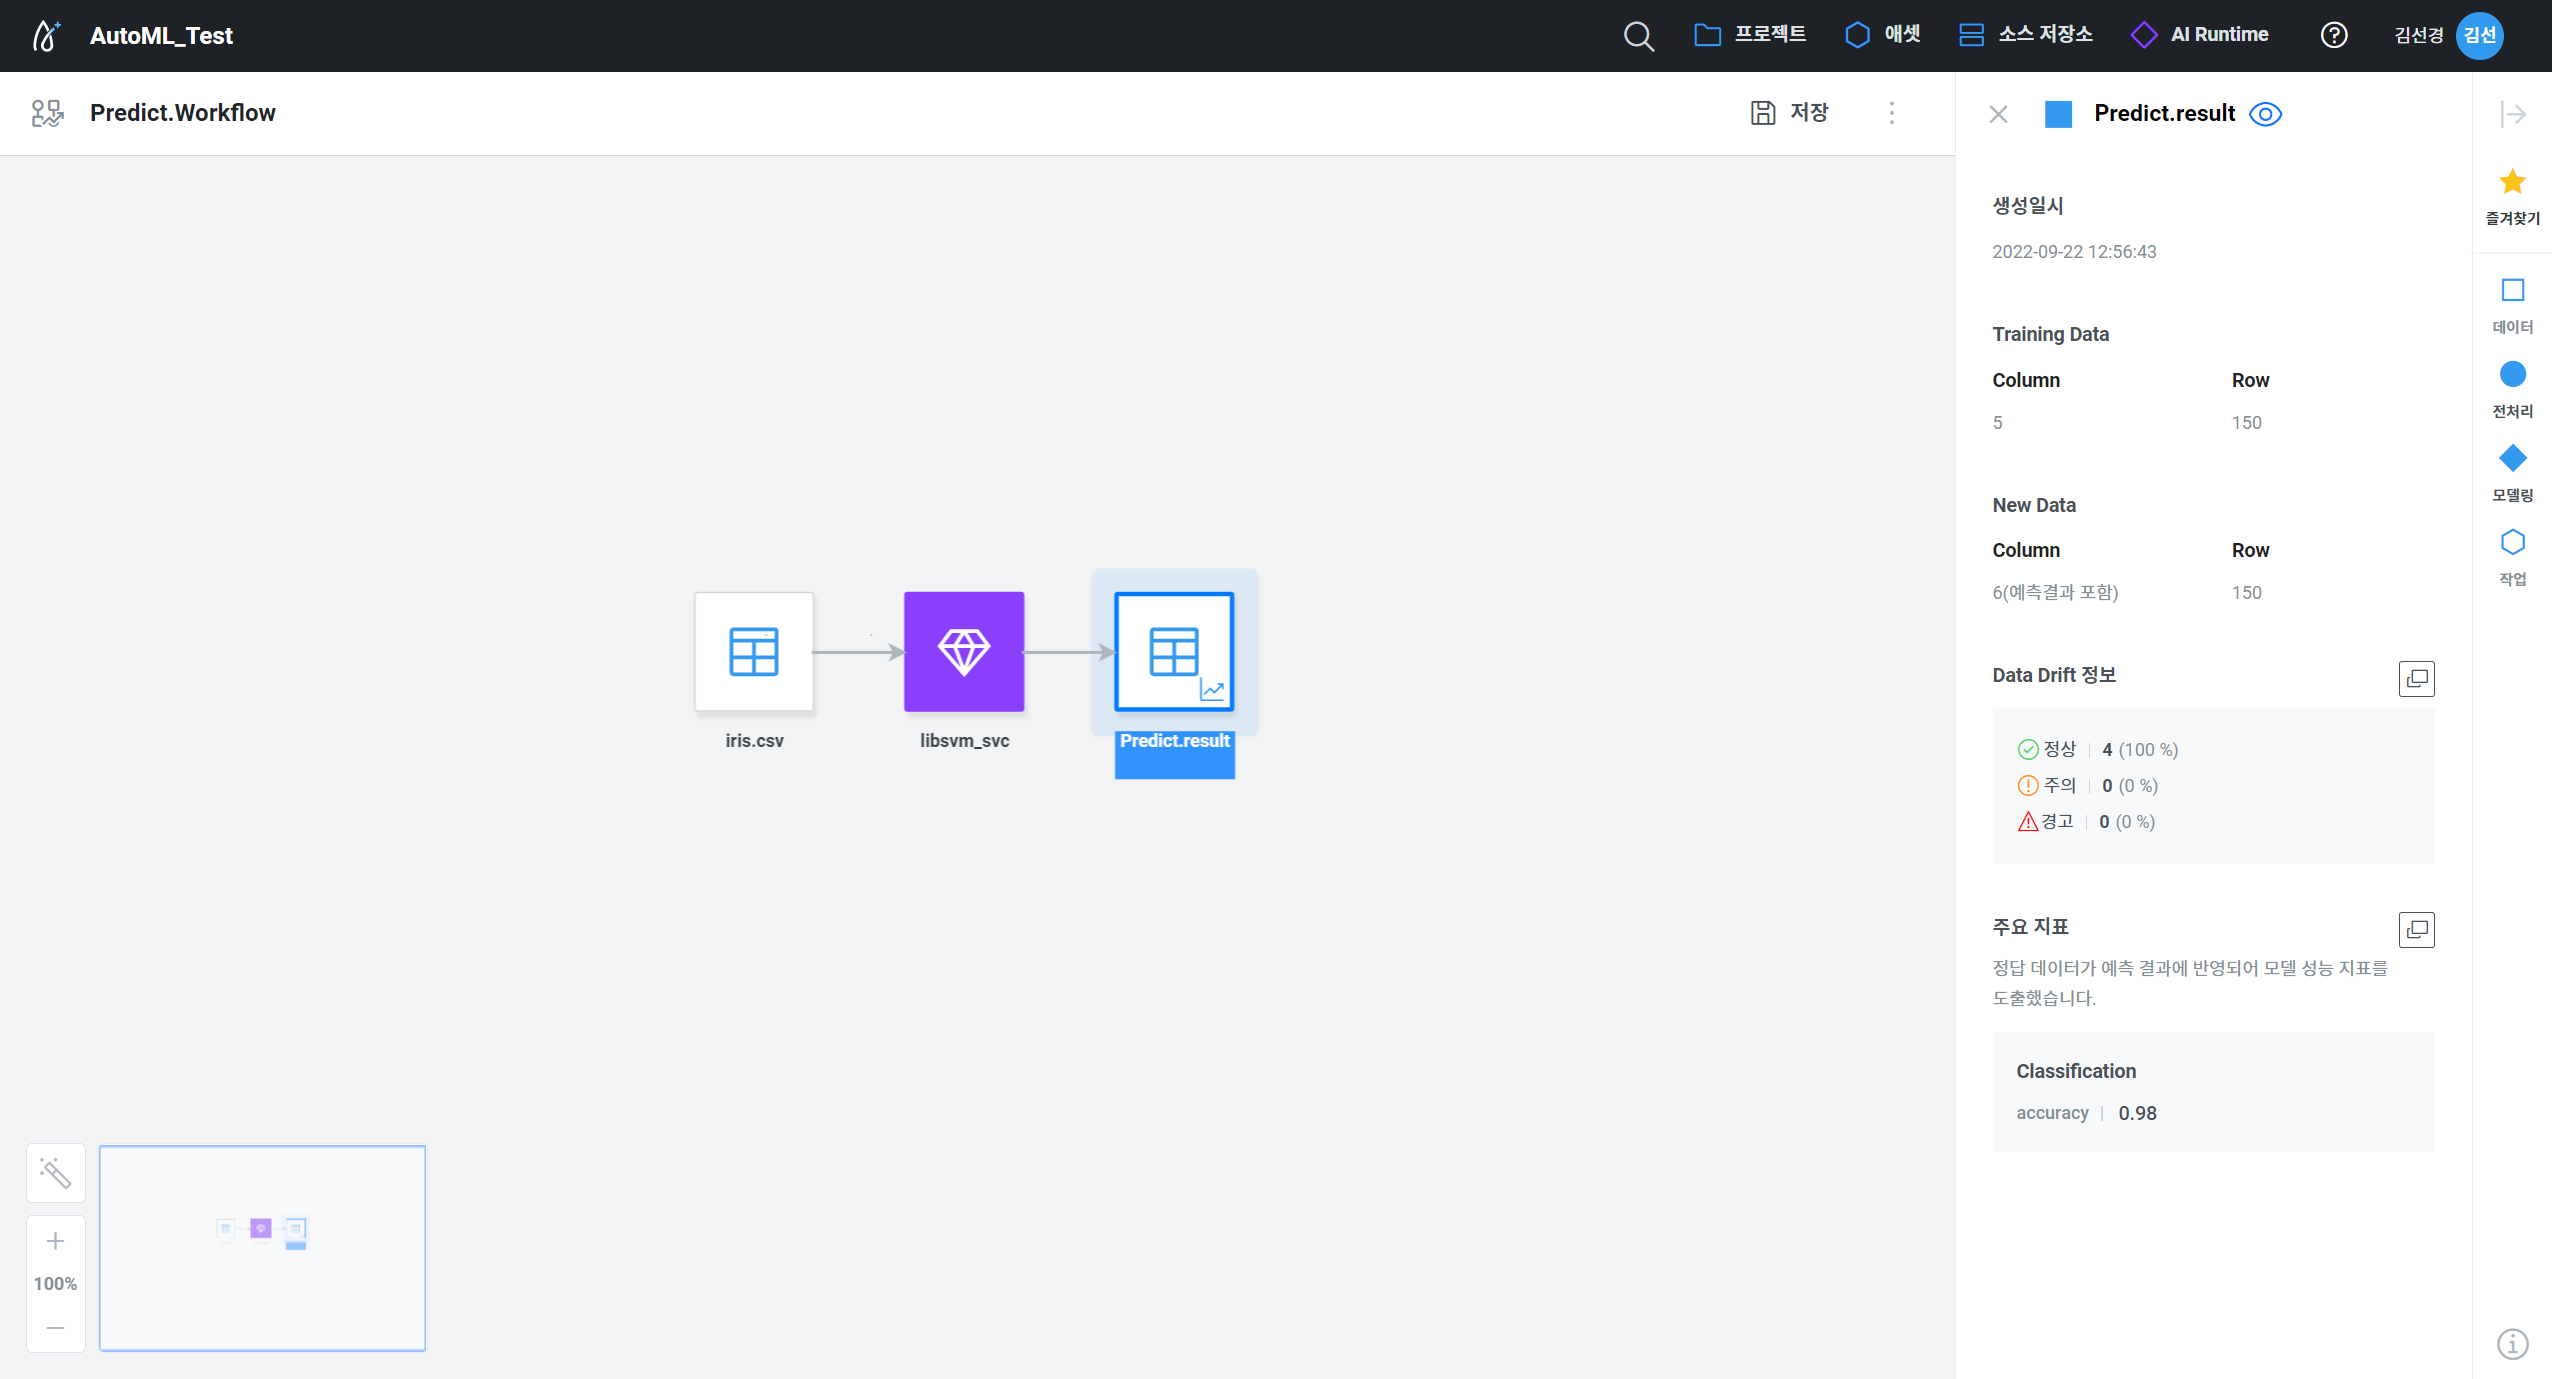 AutoML_Test
프로젝트
애셋
소스 저장소
AI Runtime
김선경
김선
Predict.Workflow
저장
iris.csv
libsvm_svc
Predict.result
100%
Predict.result
생성일시
2022-09-22 12:56:43
Training Data
Column Row
5 150
New Data
Column Row
6(예측결과 포함) 150
Data Drift 정보
정상 | 4 (100 %)
주의 | 0 (0 %)
경고 | 0 (0 %)
주요 지표
정답 데이터가 예측 결과에 반영되어 모델 성능 지표를
도출했습니다.
Classification
accuracy | 0.98
즐겨찾기
데이터
전처리
모델링
작업